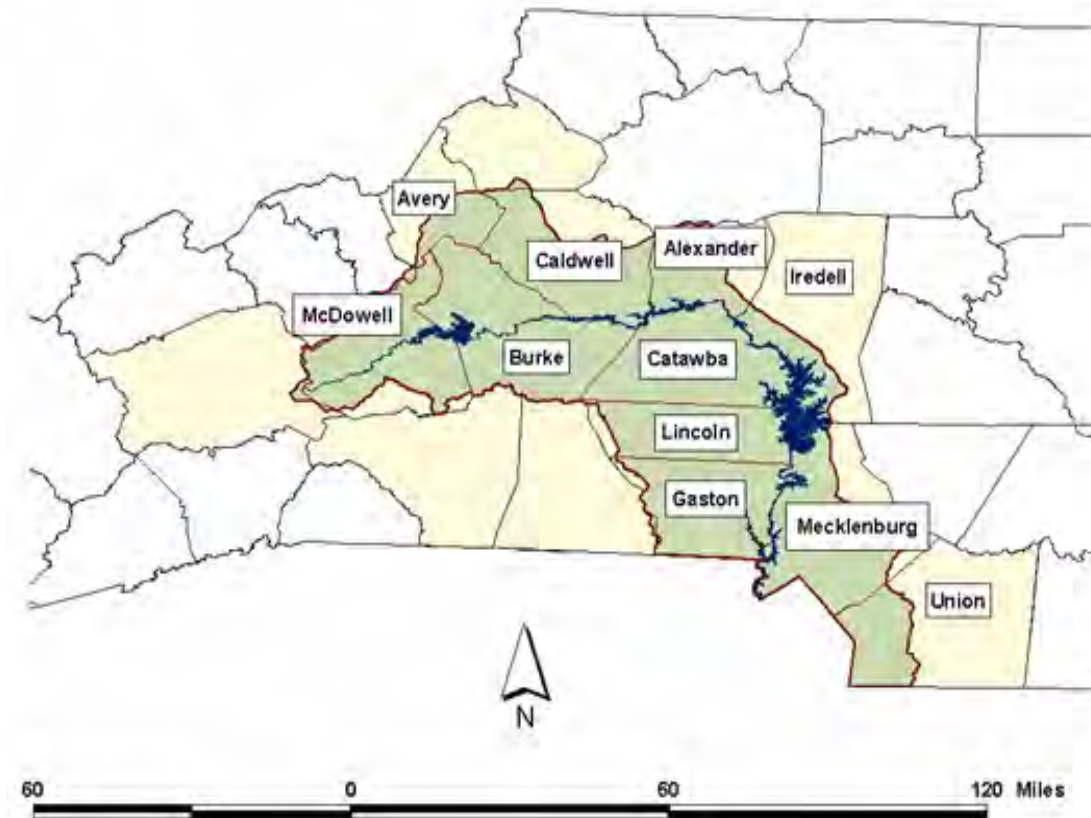 Avery
Caldwell
Alexander
Iredell
McDowell
Burke
Catawba
Lincoln
Gaston
Mecklenburg
Union
N
60 0 60 120 Miles